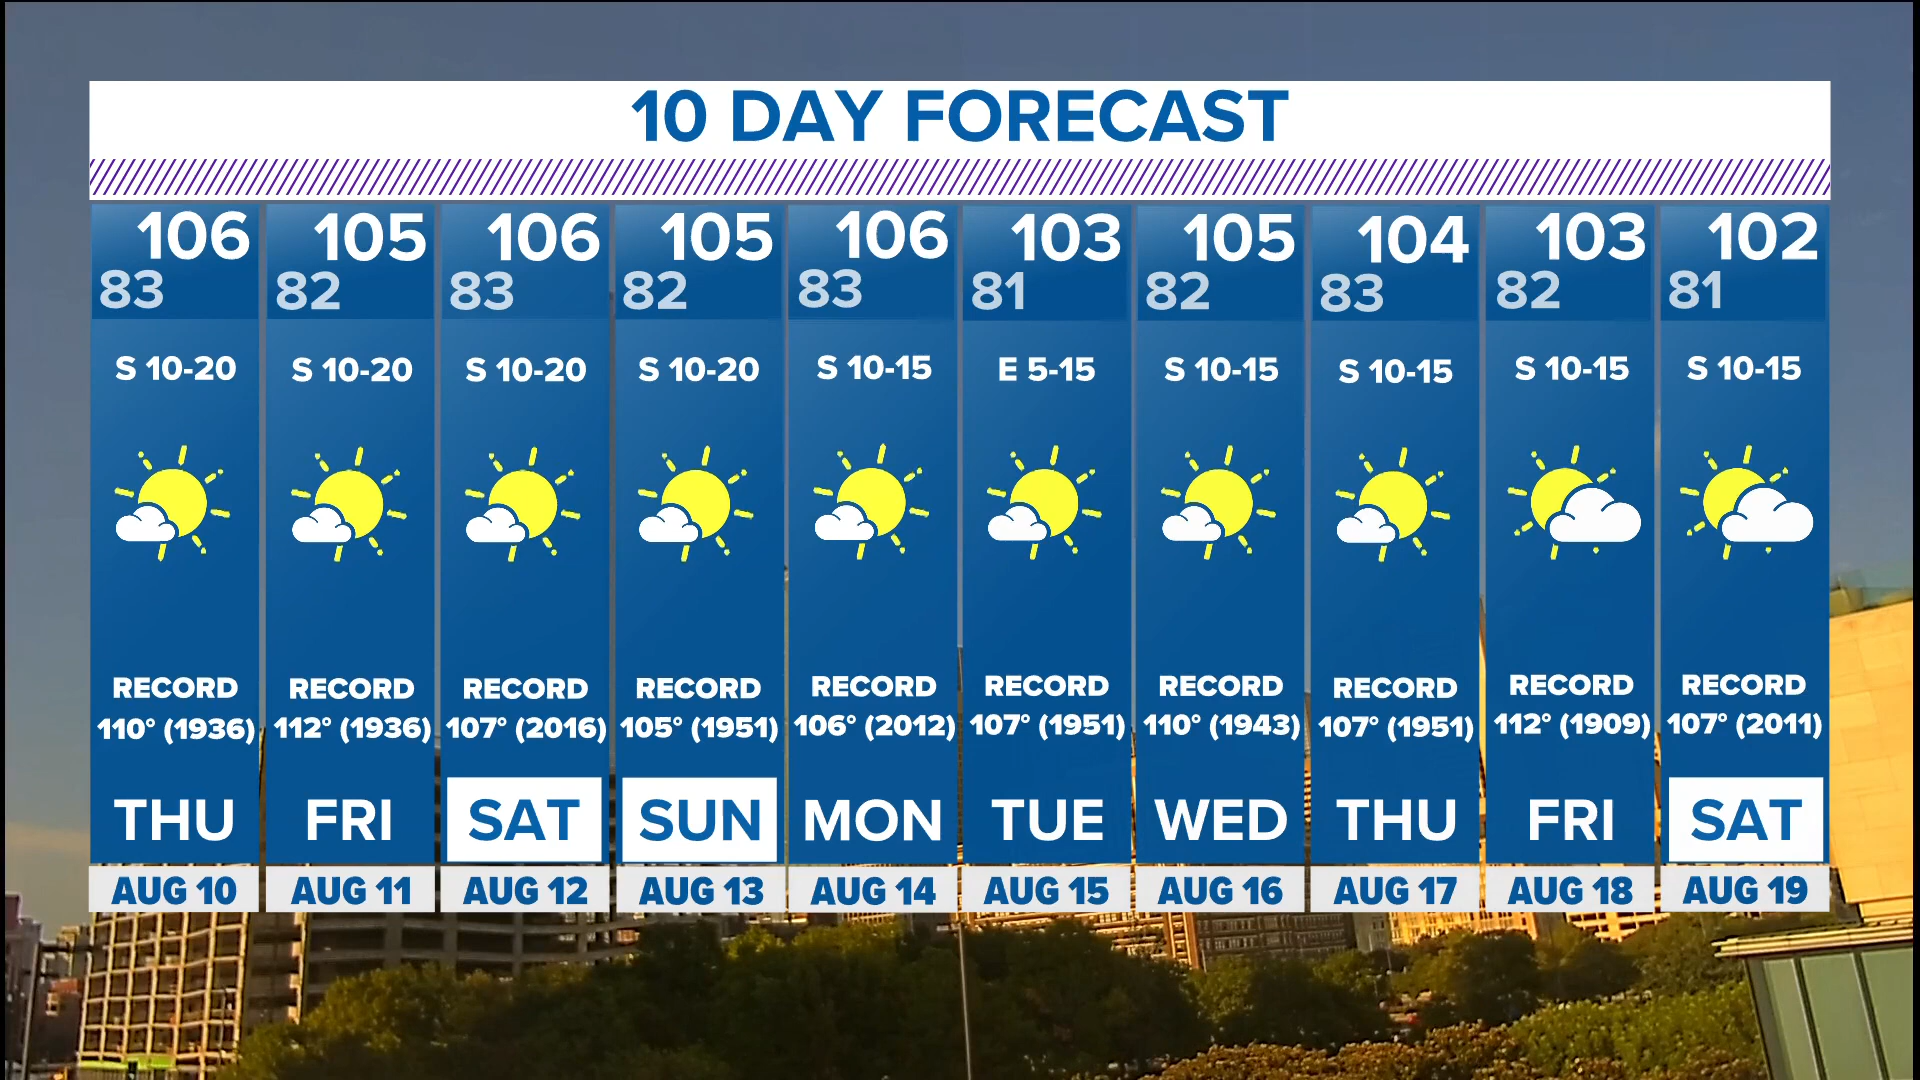 10 DAY FORECAST
106 105 106 105 106 103 105 104 103 102
83 82 83 82 83 81 82 83 82 81
S 10-20 S 10-20 S 10-20 S 10-20 S 10-15 E 5-15 S 10-15 S 10-15 S 10-15 S 10-15
RECORD RECORD RECORD RECORD RECORD RECORD RECORD RECORD RECORD RECORD
110° (1936) 112° (1936) 107° (2016) 105° (1951) 106° (2012) 107° (1951) 110° (1943) 107° (1951) 112° (1909) 107° (2011)
THU FRI SAT SUN MON TUE WED THU FRI SAT
AUG 10 AUG 11 AUG 12 AUG 13 AUG 14 AUG 15 AUG 16 AUG 17 AUG 18 AUG 19